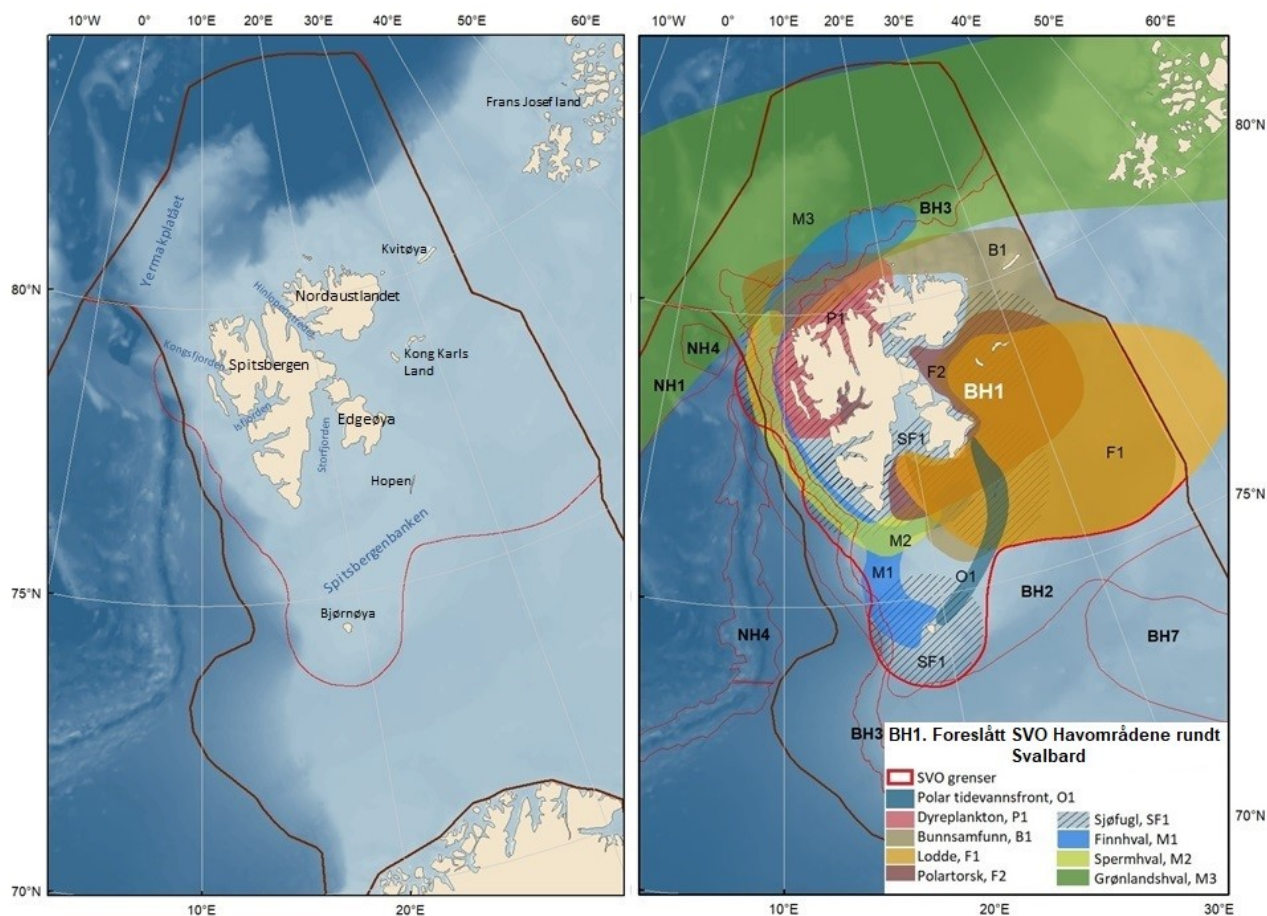 10°W 0° 10°E 20°E 30°E 40°E 50°E 60°E
10°W 0° 10°E 20°E 30°E 40°E 50°E 60°E
Frans Josef land
80°N
Yermakplatået
M3
BH3
Kvitøya
B1
80°N
Nordaustlandet
Hinlopenstredet
P1
Kongsfjorden
Spitsbergen
Kong Karls
Land
NH4
NH1
F2
BH1
Isfjorden
Edgeøya
Storfjorden
SF1
F1
Hopen
75°N
Spitsbergenbanken
M2
M1
O1
75°N
Bjørnøya
BH2
NH4
BH7
SF1
BH3
BH1. Foreslått SVO Havområdene rundt
Svalbard
SVO grenser
Polar tidevannsfront, O1
Dyreplankton, P1
Bunnsamfunn, B1
Lodde, F1
Polartorsk, F2
Sjøfugl, SF1
Finnhval, M1
Spermhval, M2
Grønlandshval, M3
70°N
70°N
10°E 20°E
10°E 20°E 30°E